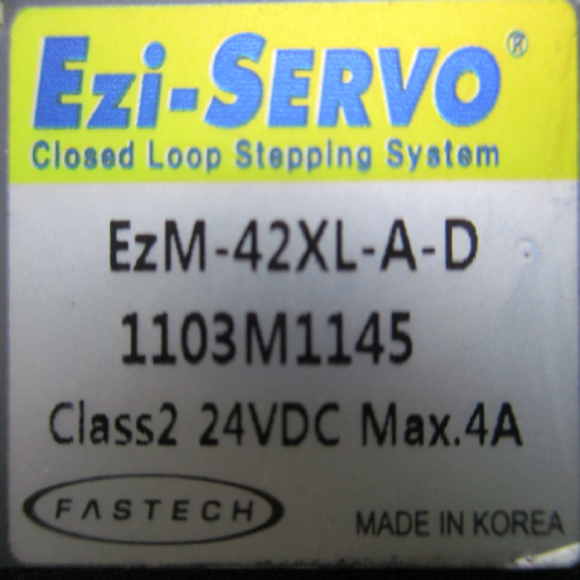 Ezi-SERVO®
Closed Loop Stepping System
EzM-42XL-A-D
1103M1145
Class2 24VDC Max.4A
FASTECH
MADE IN KOREA